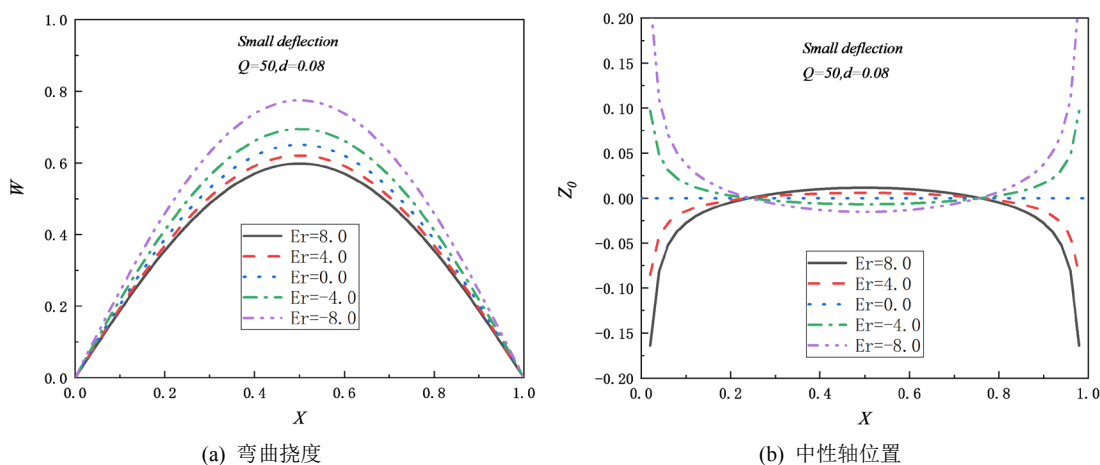 Small deflection
Q=50,d=0.08
1.0
0.8
0.6
0.4
0.2
0.0
W
Er=8.0
Er=4.0
Er=0.0
Er=-4.0
Er=-8.0
0.0 0.2 0.4 0.6 0.8 1.0
X
(a) 弯曲挠度
Small deflection
Q=50,d=0.08
0.20
0.15
0.10
0.05
0.00
-0.05
-0.10
-0.15
-0.20
Z0
Er=8.0
Er=4.0
Er=0.0
Er=-4.0
Er=-8.0
0.0 0.2 0.4 0.6 0.8 1.0
X
(b) 中性轴位置